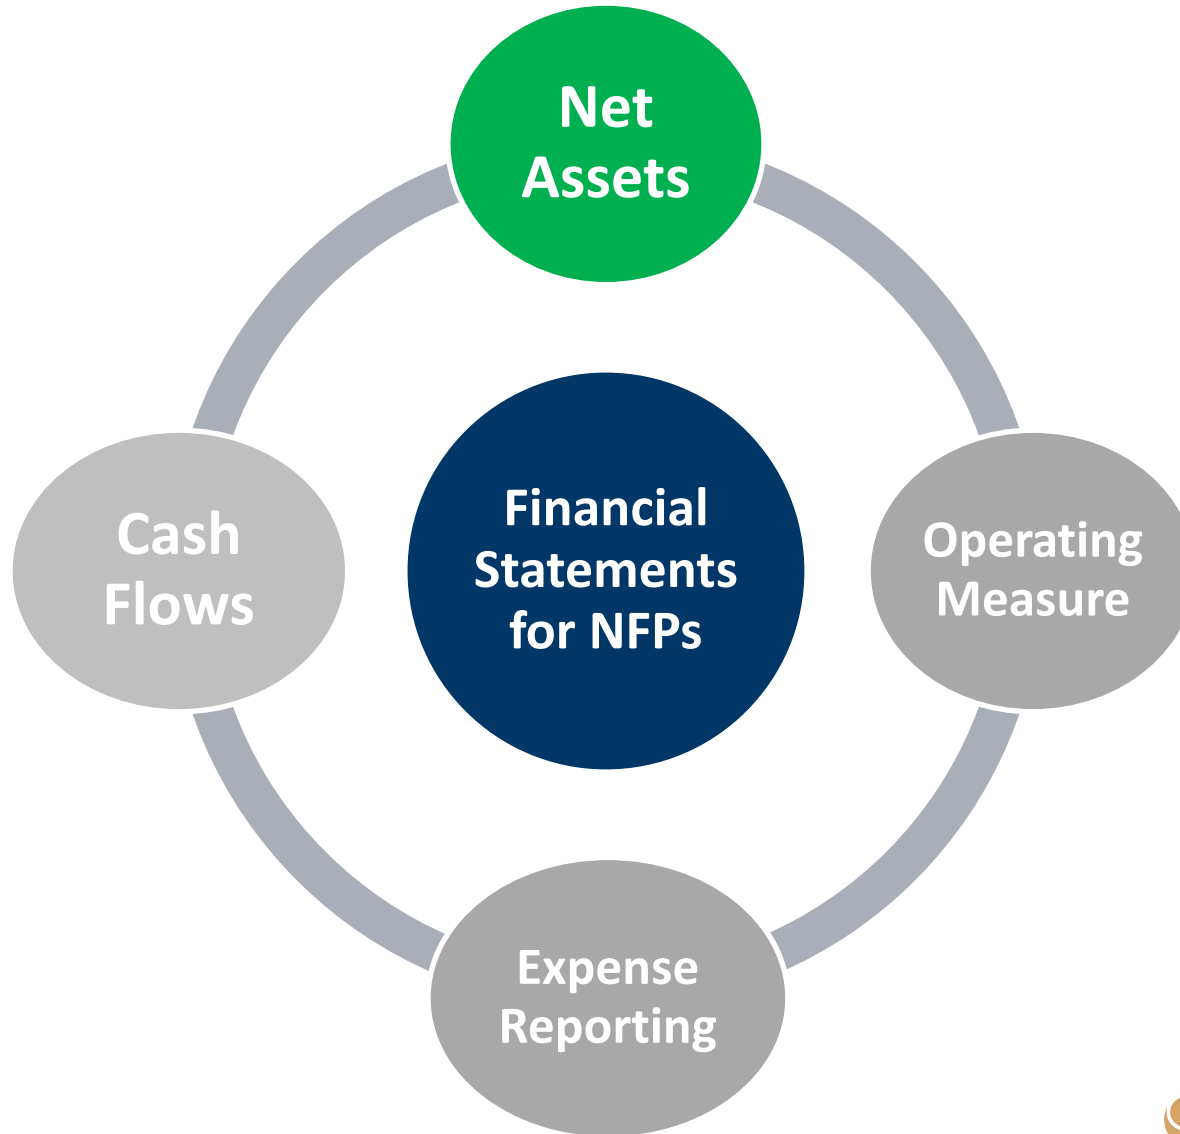 Net
Assets
Cash
Flows
Financial
Statements
for NFPs
Operating
Measure
Expense
Reporting